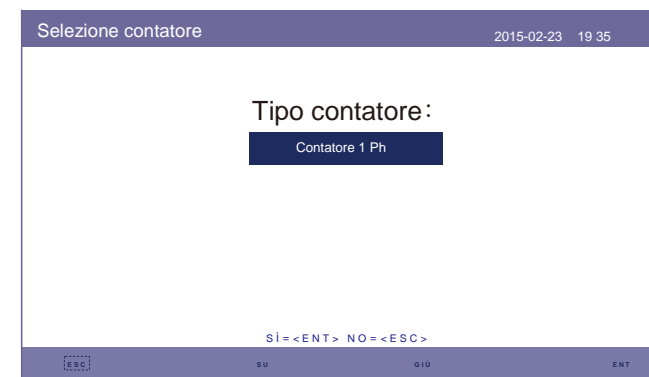 Selezione contatore 2015-02-23 19 35
Tipo contatore:
Contatore 1 Ph
SÌ=<ENT> NO=<ESC>
ESC SU GIÙ ENT